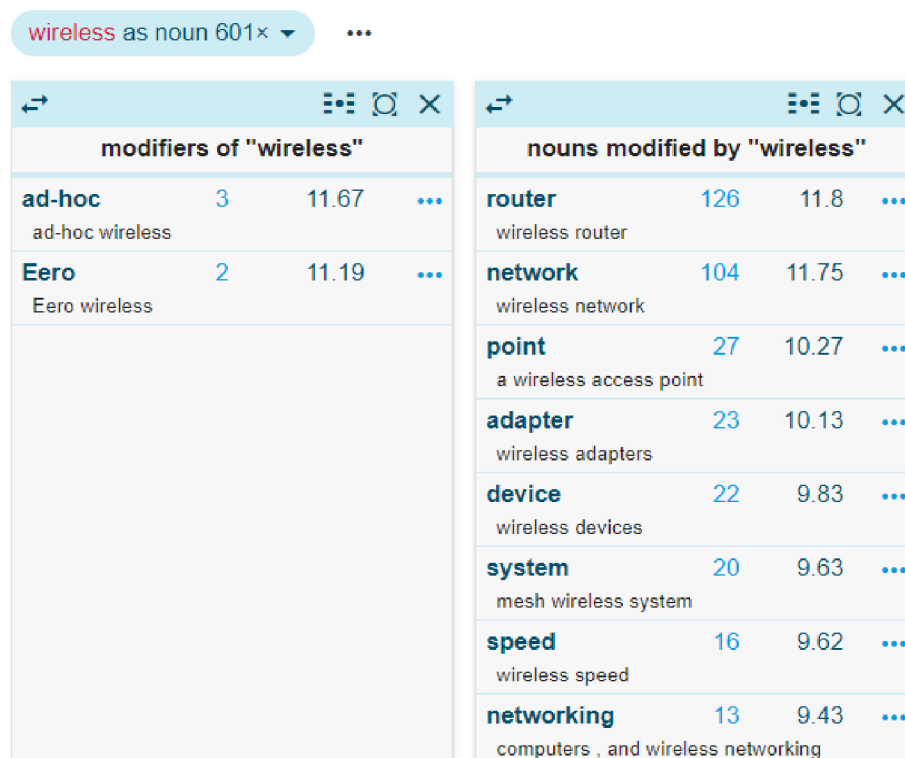 wireless as noun 601×
modifiers of "wireless"
ad-hoc 3 11.67
ad-hoc wireless
Eero 2 11.19
Eero wireless
nouns modified by "wireless"
router 126 11.8
wireless router
network 104 11.75
wireless network
point 27 10.27
a wireless access point
adapter 23 10.13
wireless adapters
device 22 9.83
wireless devices
system 20 9.63
mesh wireless system
speed 16 9.62
wireless speed
networking 13 9.43
computers , and wireless networking